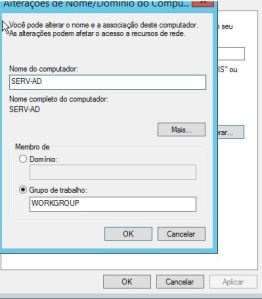 Alterações de Nome/Domínio do Compu...
Você pode alterar o nome e a associação deste computador.
As alterações podem afetar o acesso a recursos de rede.
o seu
Nome do computador:
SERV-AD
IS" ou
Nome completo do computador:
SERV-AD
Mais...
rar...
Membro de
Domínio:
Grupo de trabalho:
WORKGROUP
OK
Cancelar
OK
Cancelar
Aplicar